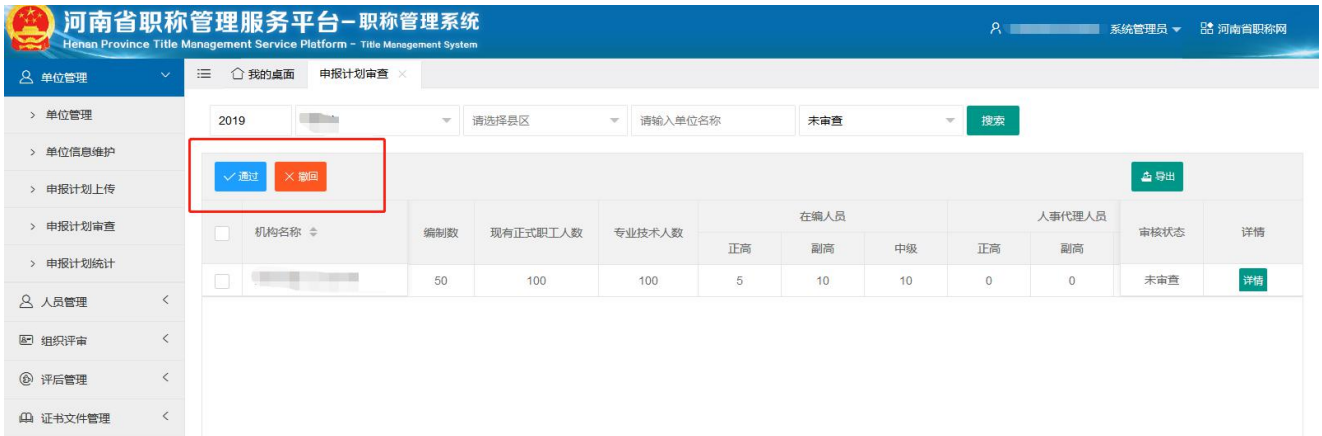 河南省职称管理服务平台-职称管理系统
Henan Province Title Management Service Platform - Title Management System
系统管理员
河南省职称网
单位管理
我的桌面
申报计划审查
单位管理
单位信息维护
申报计划上传
申报计划审查
申报计划统计
人员管理
组织评审
评后管理
证书文件管理
2019
请选择县区
请输入单位名称
未审查
搜索
通过
撤回
导出
机构名称
编制数
现有正式职工人数
专业技术人数
在编人员
人事代理人员
审核状态
详情
正高
副高
中级
正高
副高
50
100
100
5
10
10
0
0
未审查
详情